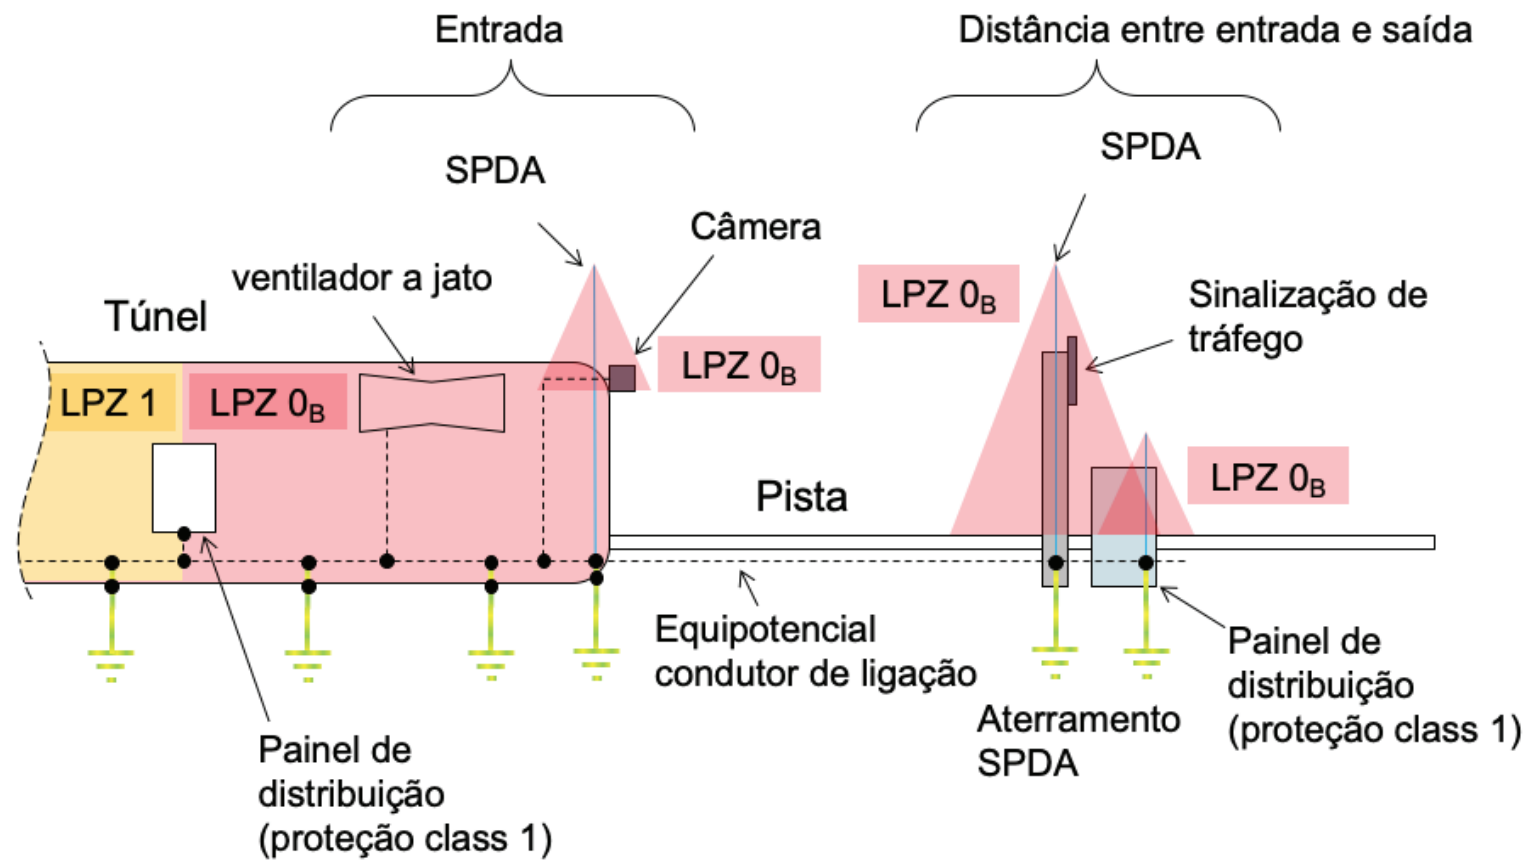 Entrada
Distância entre entrada e saída
SPDA
SPDA
Câmera
ventilador a jato
Túnel
LPZ 0B
Sinalização de
tráfego
LPZ 0B
LPZ 1
LPZ 0B
LPZ 0B
Pista
Equipotencial
condutor de ligação
Painel de
distribuição
(proteção class 1)
Aterramento
SPDA
Painel de
distribuição
(proteção class 1)